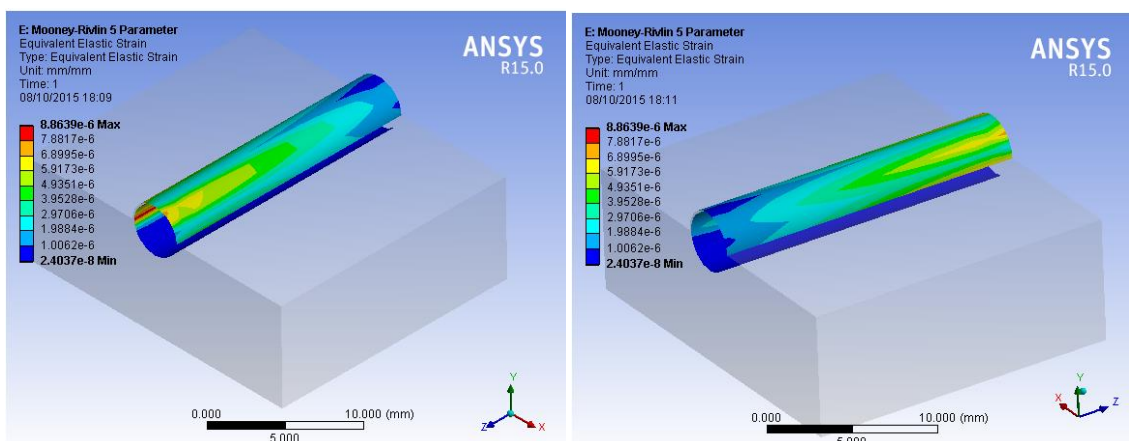 E: Mooney-Rivlin 5 Parameter
Equivalent Elastic Strain
Type: Equivalent Elastic Strain
Unit: mm/mm
Time: 1
08/10/2015 18:09
ANSYS
R15.0
8.8639e-6 Max
7.8817e-6
6.8995e-6
5.9173e-6
4.9351e-6
3.9528e-6
2.9706e-6
1.9884e-6
1.0062e-6
2.4037e-8 Min
0.000 10.000 (mm)
5.000
Y
Z X
E: Mooney-Rivlin 5 Parameter
Equivalent Elastic Strain
Type: Equivalent Elastic Strain
Unit: mm/mm
Time: 1
08/10/2015 18:11
ANSYS
R15.0
8.8639e-6 Max
7.8817e-6
6.8995e-6
5.9173e-6
4.9351e-6
3.9528e-6
2.9706e-6
1.9884e-6
1.0062e-6
2.4037e-8 Min
0.000 10.000 (mm)
5.000
Y
X Z